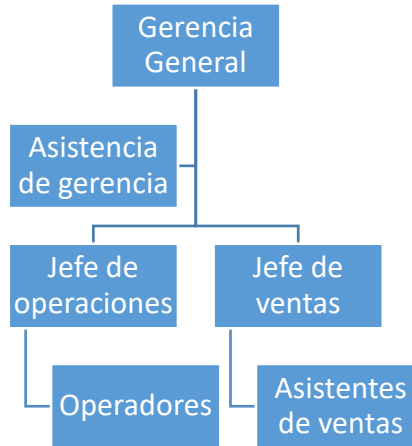 Gerencia
General
Asistencia
de gerencia
Jefe de
operaciones
Jefe de
ventas
Operadores
Asistentes
de ventas